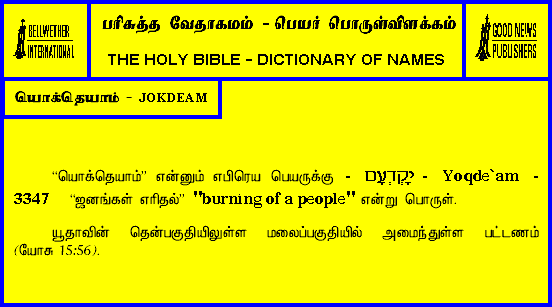 BELLWETHER
INTERNATIONAL
பரிசுத்த வேதாகமம் - பெயர் பொருள்விளக்கம்
THE HOLY BIBLE - DICTIONARY OF NAMES
GOOD NEWS
PUBLISHERS
யொக்தெயாம் - JOKDEAM
“யொக்தெயாம்” என்னும் எபிரெய பெயருக்கு - יָקְדְעָם - Yoqde`am -
3347 “ஜனங்கள் எரிதல்” "burning of a people" என்று பொருள்.
யூதாவின் தென்பகுதியிலுள்ள மலைப்பகுதியில் அமைந்துள்ள பட்டணம்
(யோசு 15:56).